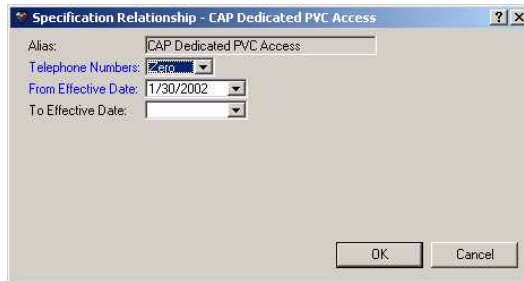 Specification Relationship - CAP Dedicated PVC Access
Alias: CAP Dedicated PVC Access
Telephone Numbers: Zero
From Effective Date: 1/30/2002
To Effective Date:
OK Cancel